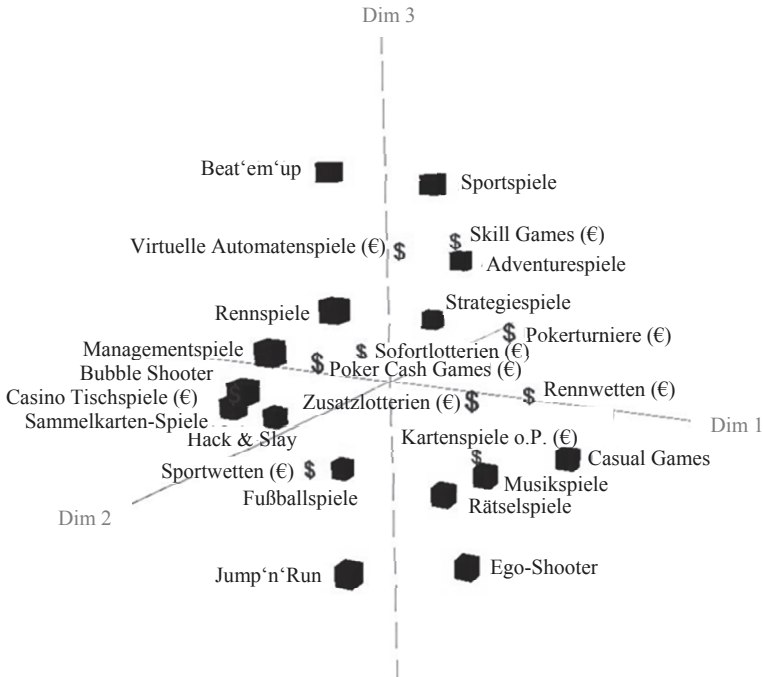 Dim 3
Beat‘em‘up
Sportspiele
Skill Games (€)
Virtuelle Automatenspiele (€) $
$
Adventurespiele
Rennspiele
Strategiespiele
$ Pokerturniere (€)
Managementspiele
$ Sofortlotterien (€)
$ Poker Cash Games (€)
Bubble Shooter
Casino Tischspiele (€) $
Zusatzlotterien (€) $
$ Rennwetten (€)
Sammelkarten-Spiele
Hack & Slay
Dim 1
Kartenspiele o.P. (€)
$
Casual Games
Sportwetten (€) $
Musikspiele
Fußballspiele
Rätselspiele
Dim 2
Jump‘n‘Run
Ego-Shooter